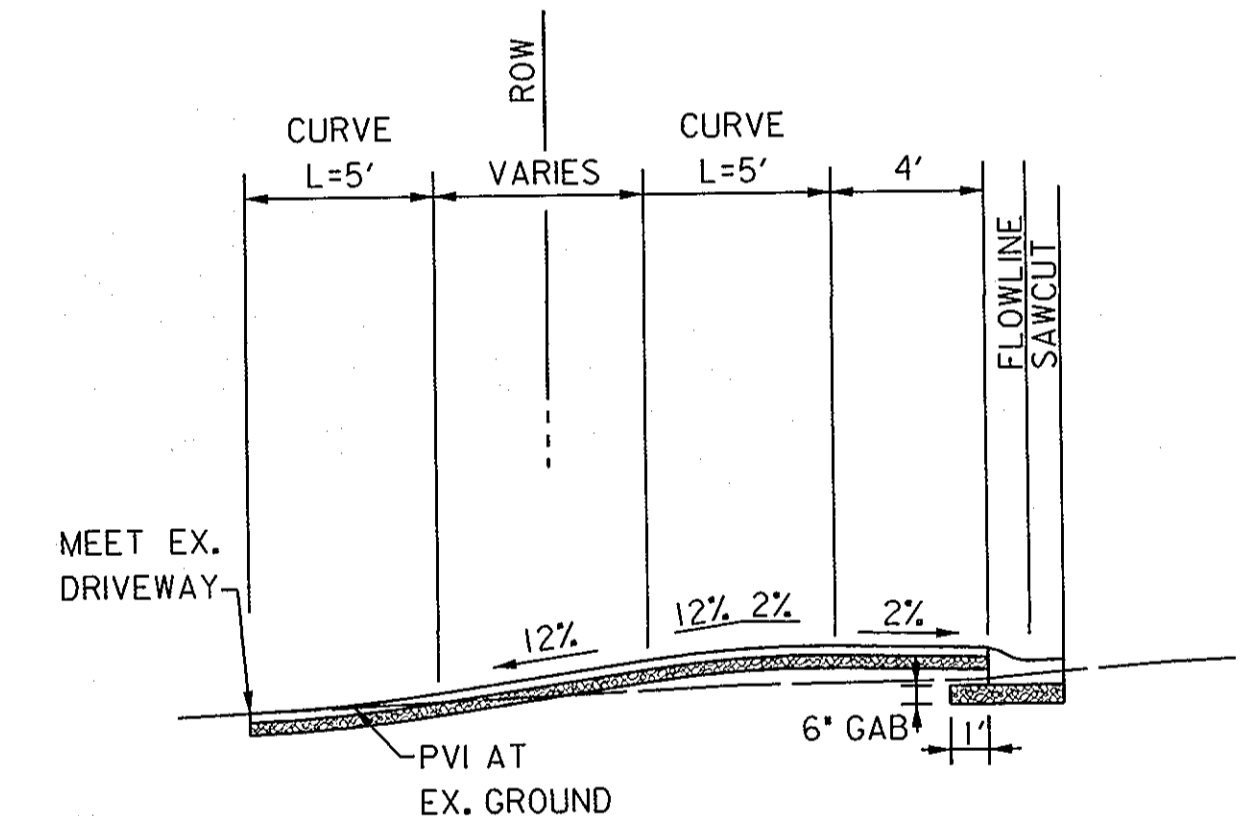 ROW
CURVE
L=5'
VARIES
CURVE
L=5'
4'
FLOWLINE
SAWCUT
MEET EX.
DRIVEWAY
12%
12% 2%
2%
6" GAB
1'
PVI AT
EX. GROUND